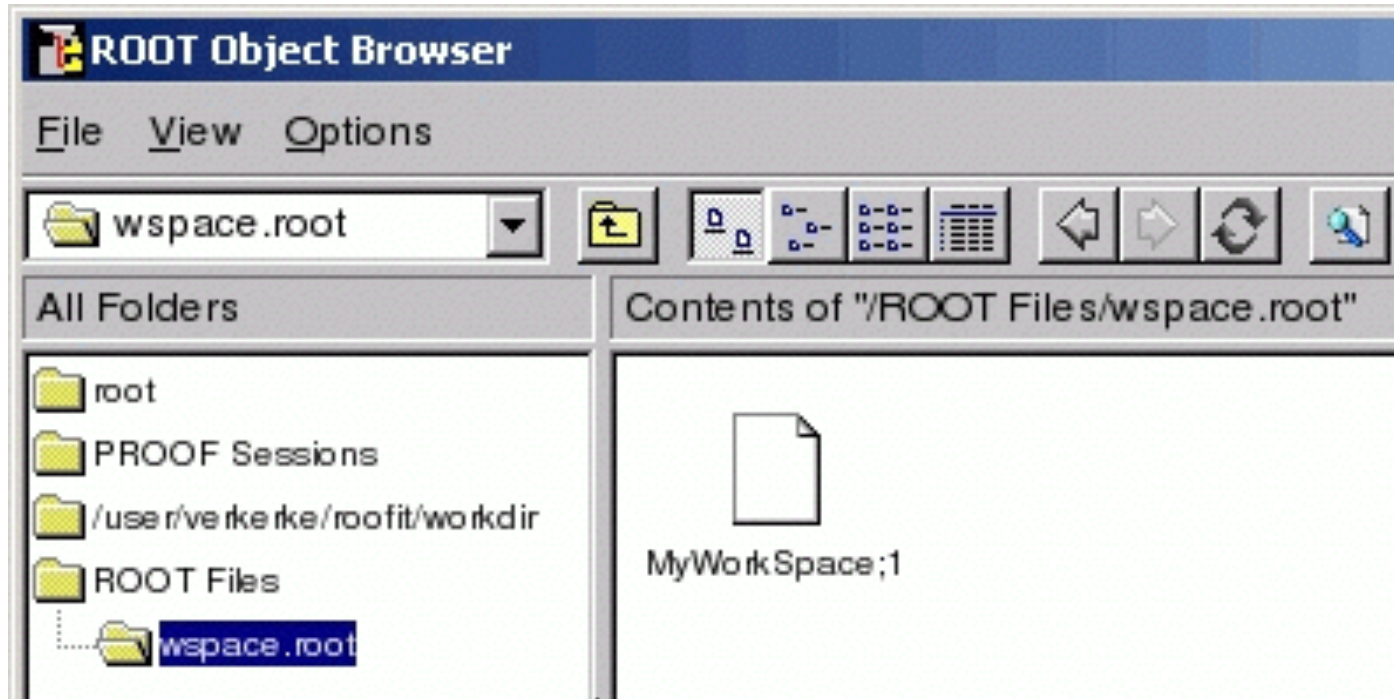 ROOT Object Browser
File View Options
wspace.root
All Folders
Contents of "/ROOT Files/wspace.root"
root
PROOF Sessions
/user/verkerke/roofit/workdir
ROOT Files
wspace.root
MyWorkSpace;1